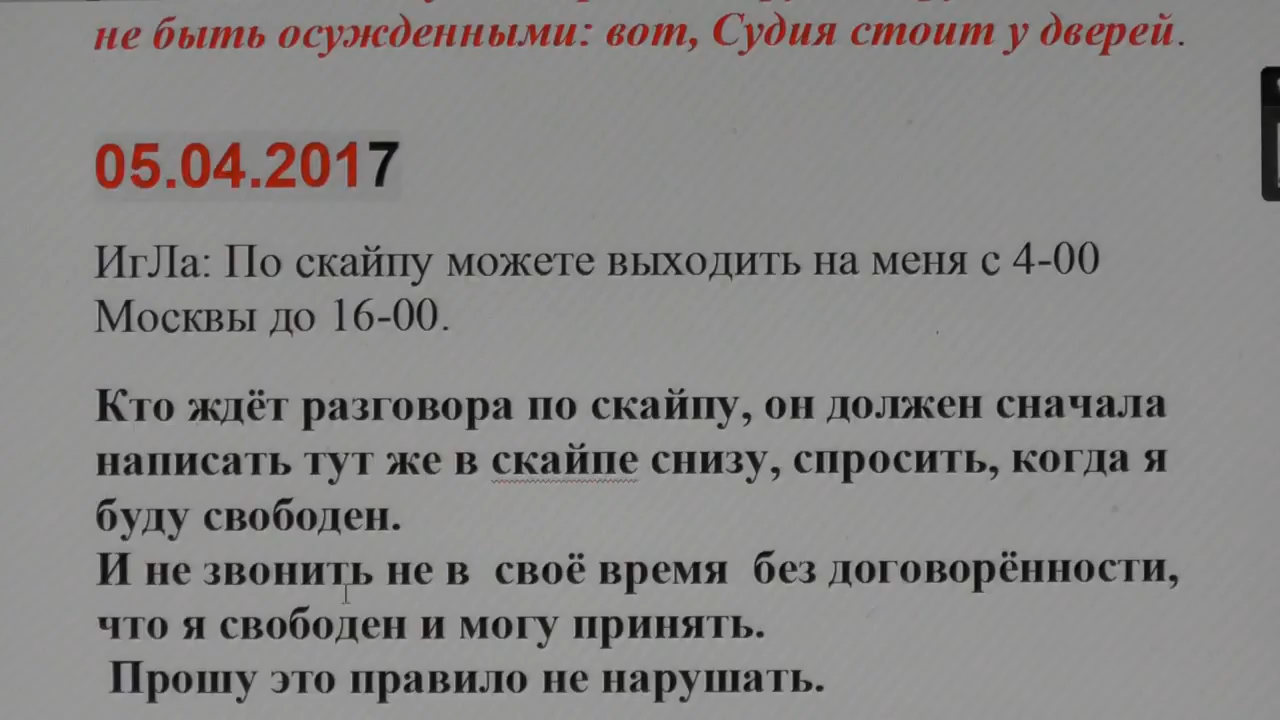 не быть осужденными: вот, Судия стоит у дверей.
05.04.2017
ИгЛа: По скайпу можете выходить на меня с 4-00
Москвы до 16-00.
Кто ждёт разговора по скайпу, он должен сначала
написать тут же в скайпе снизу, спросить, когда я
буду свободен.
И не звонить не в своё время без договорённости,
что я свободен и могу принять.
Прошу это правило не нарушать.